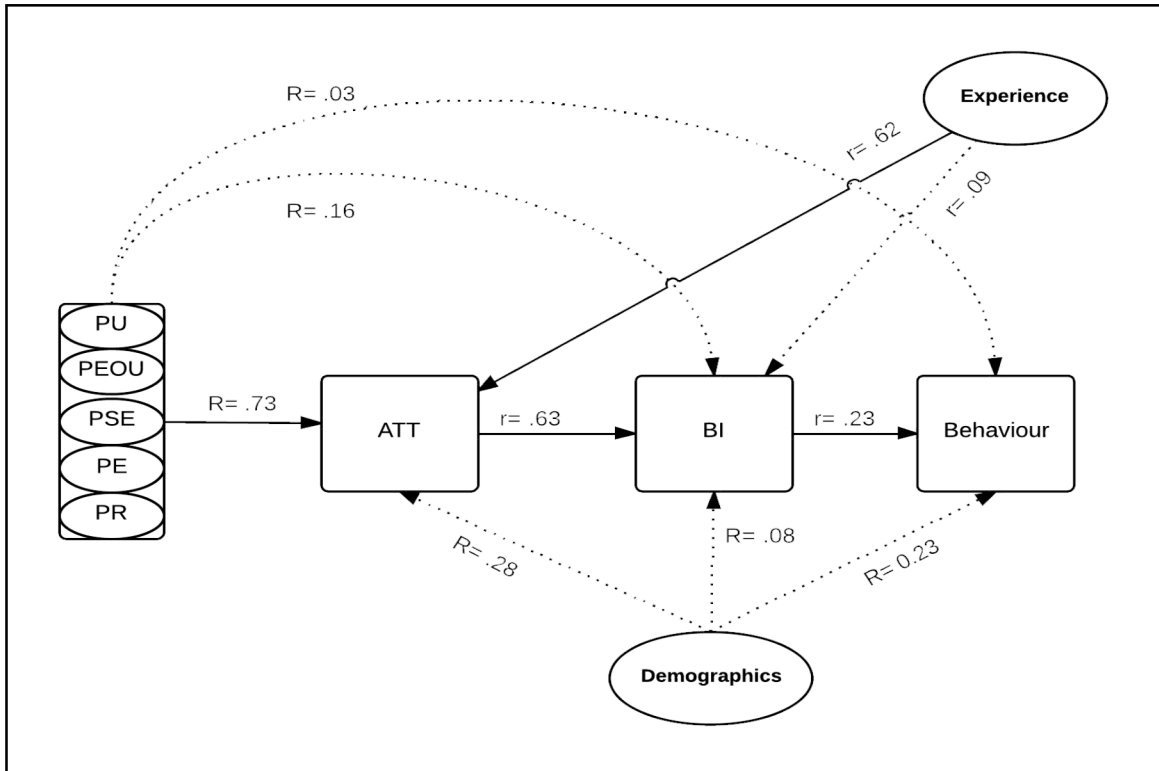 R= .03
Experience
r= .62
r= .09
R= .16
PU
PEOU
PSE
PE
PR
R= .73
ATT
r= .63
BI
r= .23
Behaviour
R= .28
R= .08
R= 0.23
Demographics